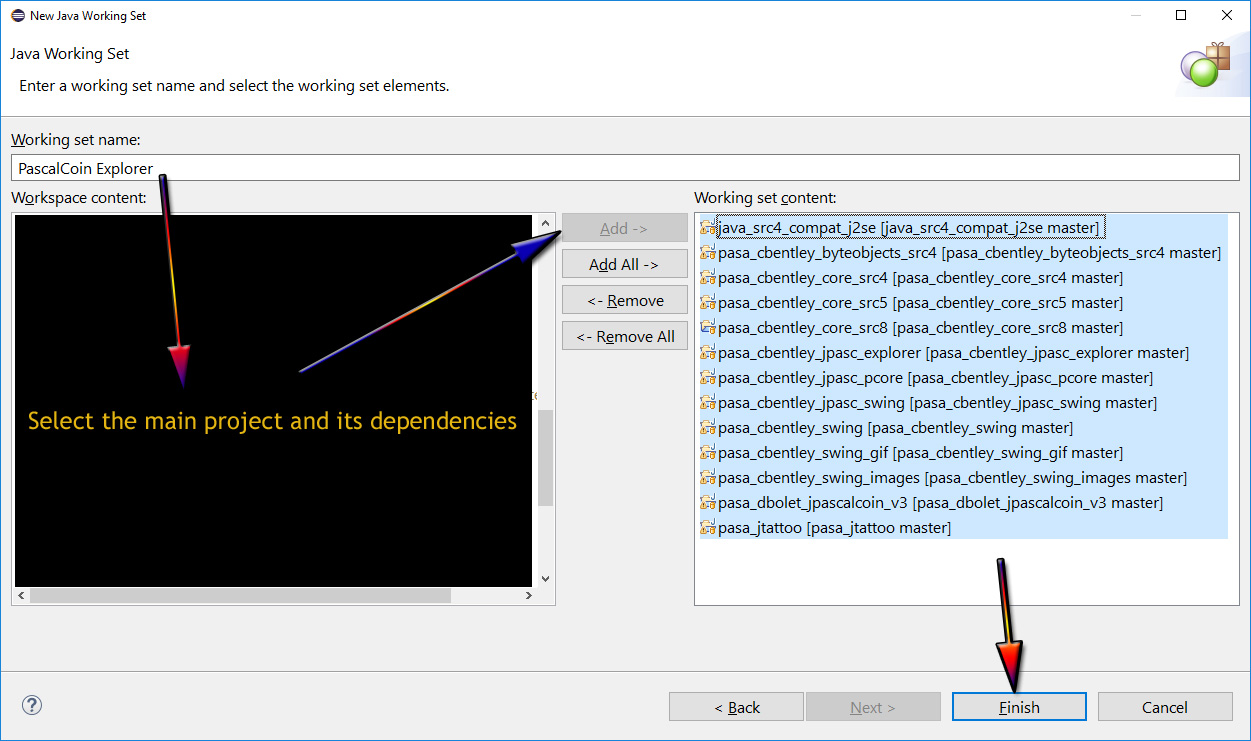 New Java Working Set
Java Working Set
Enter a working set name and select the working set elements.
Working set name:
PascalCoin Explorer
Workspace content:
Select the main project and its dependencies
Add ->
Add All ->
<- Remove
<- Remove All
Working set content:
java_src4_compat_j2se [java_src4_compat_j2se master]
pasa_cbentley_byteobjects_src4 [pasa_cbentley_byteobjects_src4 master]
pasa_cbentley_core_src4 [pasa_cbentley_core_src4 master]
pasa_cbentley_core_src5 [pasa_cbentley_core_src5 master]
pasa_cbentley_core_src8 [pasa_cbentley_core_src8 master]
pasa_cbentley_jpasc_explorer [pasa_cbentley_jpasc_explorer master]
pasa_cbentley_jpasc_pcore [pasa_cbentley_jpasc_pcore master]
pasa_cbentley_jpasc_swing [pasa_cbentley_jpasc_swing master]
pasa_cbentley_swing [pasa_cbentley_swing master]
pasa_cbentley_swing_gif [pasa_cbentley_swing_gif master]
pasa_cbentley_swing_images [pasa_cbentley_swing_images master]
pasa_dbolet_jpascalcoin_v3 [pasa_dbolet_jpascalcoin_v3 master]
pasa_jtattoo [pasa_jtattoo master]
?
< Back
Next >
Finish
Cancel